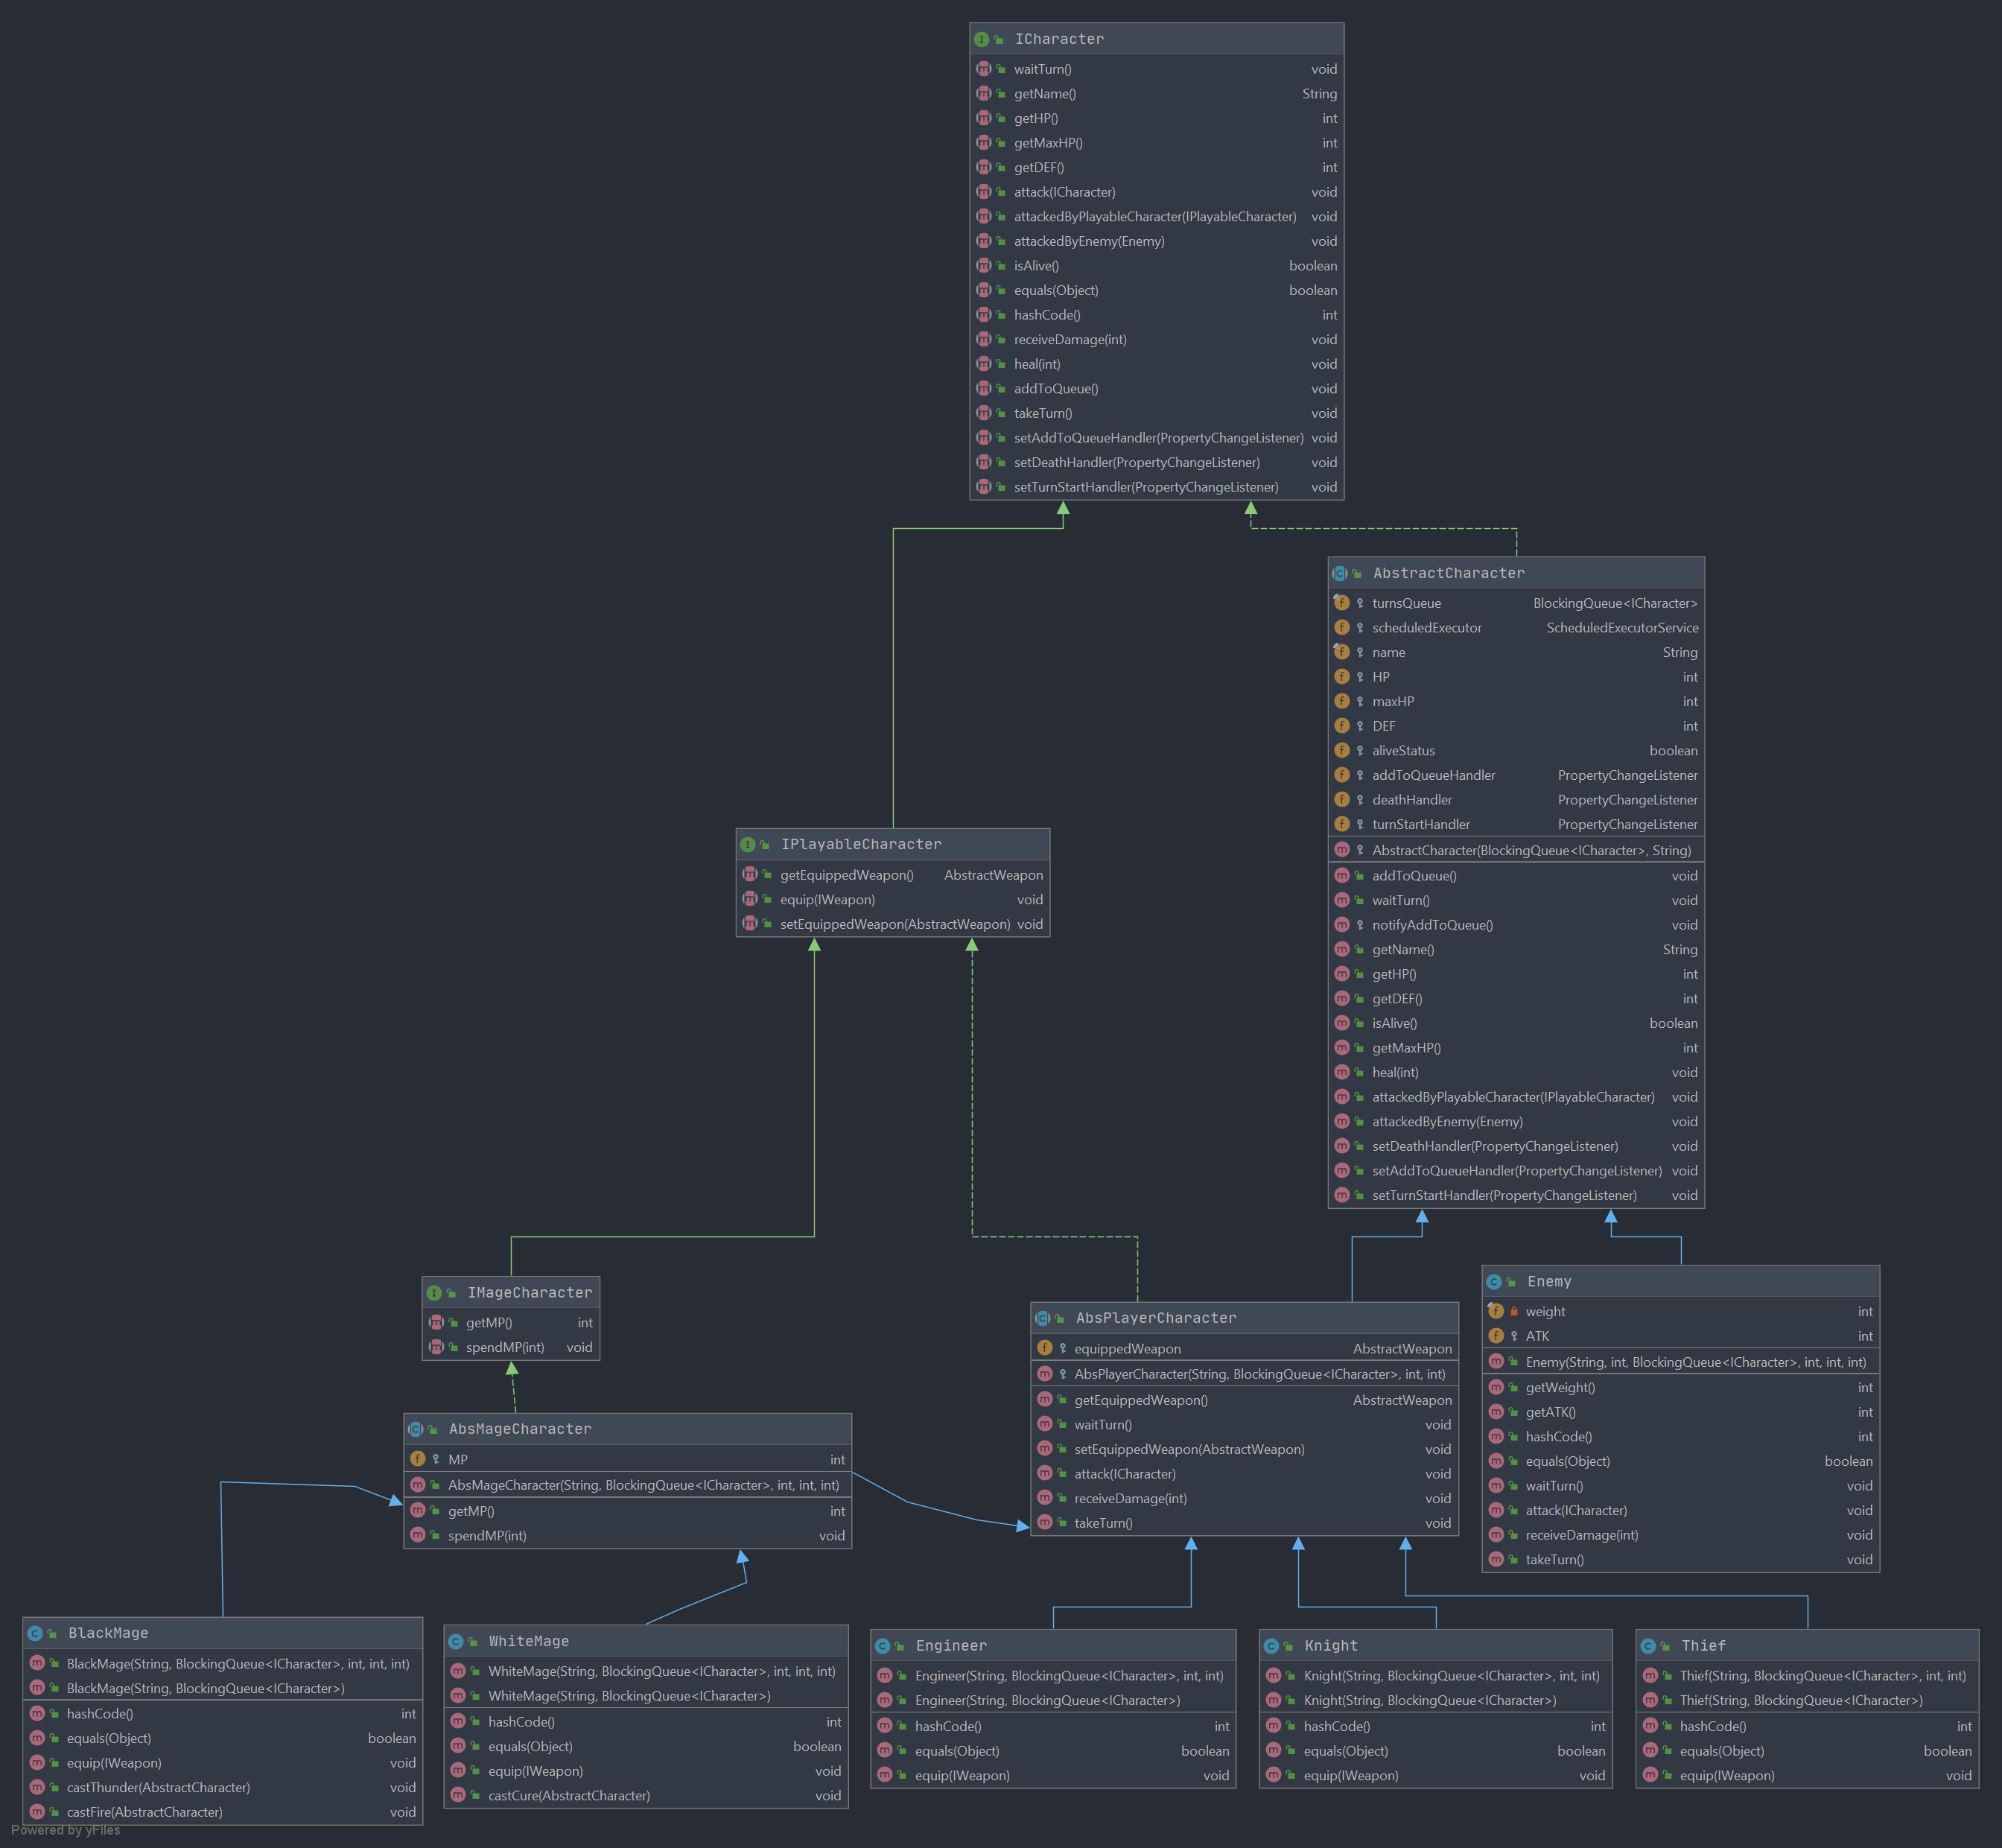 ICharacter
waitTurn() void
getName() String
getHP() int
getMaxHP() int
getDEF() int
attack(ICharacter) void
attackedByPlayableCharacter(IPlayableCharacter) void
attackedByEnemy(Enemy) void
isAlive() boolean
equals(Object) boolean
hashCode() int
receiveDamage(int) void
heal(int) void
addToQueue() void
takeTurn() void
setAddToQueueHandler(PropertyChangeListener) void
setDeathHandler(PropertyChangeListener) void
setTurnStartHandler(PropertyChangeListener) void
AbstractCharacter
turnsQueue BlockingQueue<ICharacter>
scheduledExecutor ScheduledExecutorService
name String
HP int
maxHP int
DEF int
aliveStatus boolean
addToQueueHandler PropertyChangeListener
deathHandler PropertyChangeListener
turnStartHandler PropertyChangeListener
AbstractCharacter(BlockingQueue<ICharacter>, String)
addToQueue() void
waitTurn() void
notifyAddToQueue() void
getName() String
getHP() int
getDEF() int
isAlive() boolean
getMaxHP() int
heal(int) void
attackedByPlayableCharacter(IPlayableCharacter) void
attackedByEnemy(Enemy) void
setDeathHandler(PropertyChangeListener) void
setAddToQueueHandler(PropertyChangeListener) void
setTurnStartHandler(PropertyChangeListener) void
IPlayableCharacter
getEquippedWeapon() AbstractWeapon
equip(IWeapon) void
setEquippedWeapon(AbstractWeapon) void
IMageCharacter
getMP() int
spendMP(int) void
AbsPlayerCharacter
equippedWeapon AbstractWeapon
AbsPlayerCharacter(String, BlockingQueue<ICharacter>, int, int)
getEquippedWeapon() AbstractWeapon
waitTurn() void
setEquippedWeapon(AbstractWeapon) void
attack(ICharacter) void
receiveDamage(int) void
takeTurn() void
Enemy
weight int
ATK int
Enemy(String, int, BlockingQueue<ICharacter>, int, int, int)
getWeight() int
getATK() int
hashCode() int
equals(Object) boolean
waitTurn() void
attack(ICharacter) void
receiveDamage(int) void
takeTurn() void
AbsMageCharacter
MP int
AbsMageCharacter(String, BlockingQueue<ICharacter>, int, int, int)
getMP() int
spendMP(int) void
BlackMage
BlackMage(String, BlockingQueue<ICharacter>, int, int, int)
BlackMage(String, BlockingQueue<ICharacter>)
hashCode() int
equals(Object) boolean
equip(IWeapon) void
castThunder(AbstractCharacter) void
castFire(AbstractCharacter) void
WhiteMage
WhiteMage(String, BlockingQueue<ICharacter>, int, int, int)
WhiteMage(String, BlockingQueue<ICharacter>)
hashCode() int
equals(Object) boolean
equip(IWeapon) void
castCure(AbstractCharacter) void
Engineer
Engineer(String, BlockingQueue<ICharacter>, int, int)
Engineer(String, BlockingQueue<ICharacter>)
hashCode() int
equals(Object) boolean
equip(IWeapon) void
Knight
Knight(String, BlockingQueue<ICharacter>, int, int)
Knight(String, BlockingQueue<ICharacter>)
hashCode() int
equals(Object) boolean
equip(IWeapon) void
Thief
Thief(String, BlockingQueue<ICharacter>, int, int)
Thief(String, BlockingQueue<ICharacter>)
hashCode() int
equals(Object) boolean
equip(IWeapon) void
Powered by yFiles